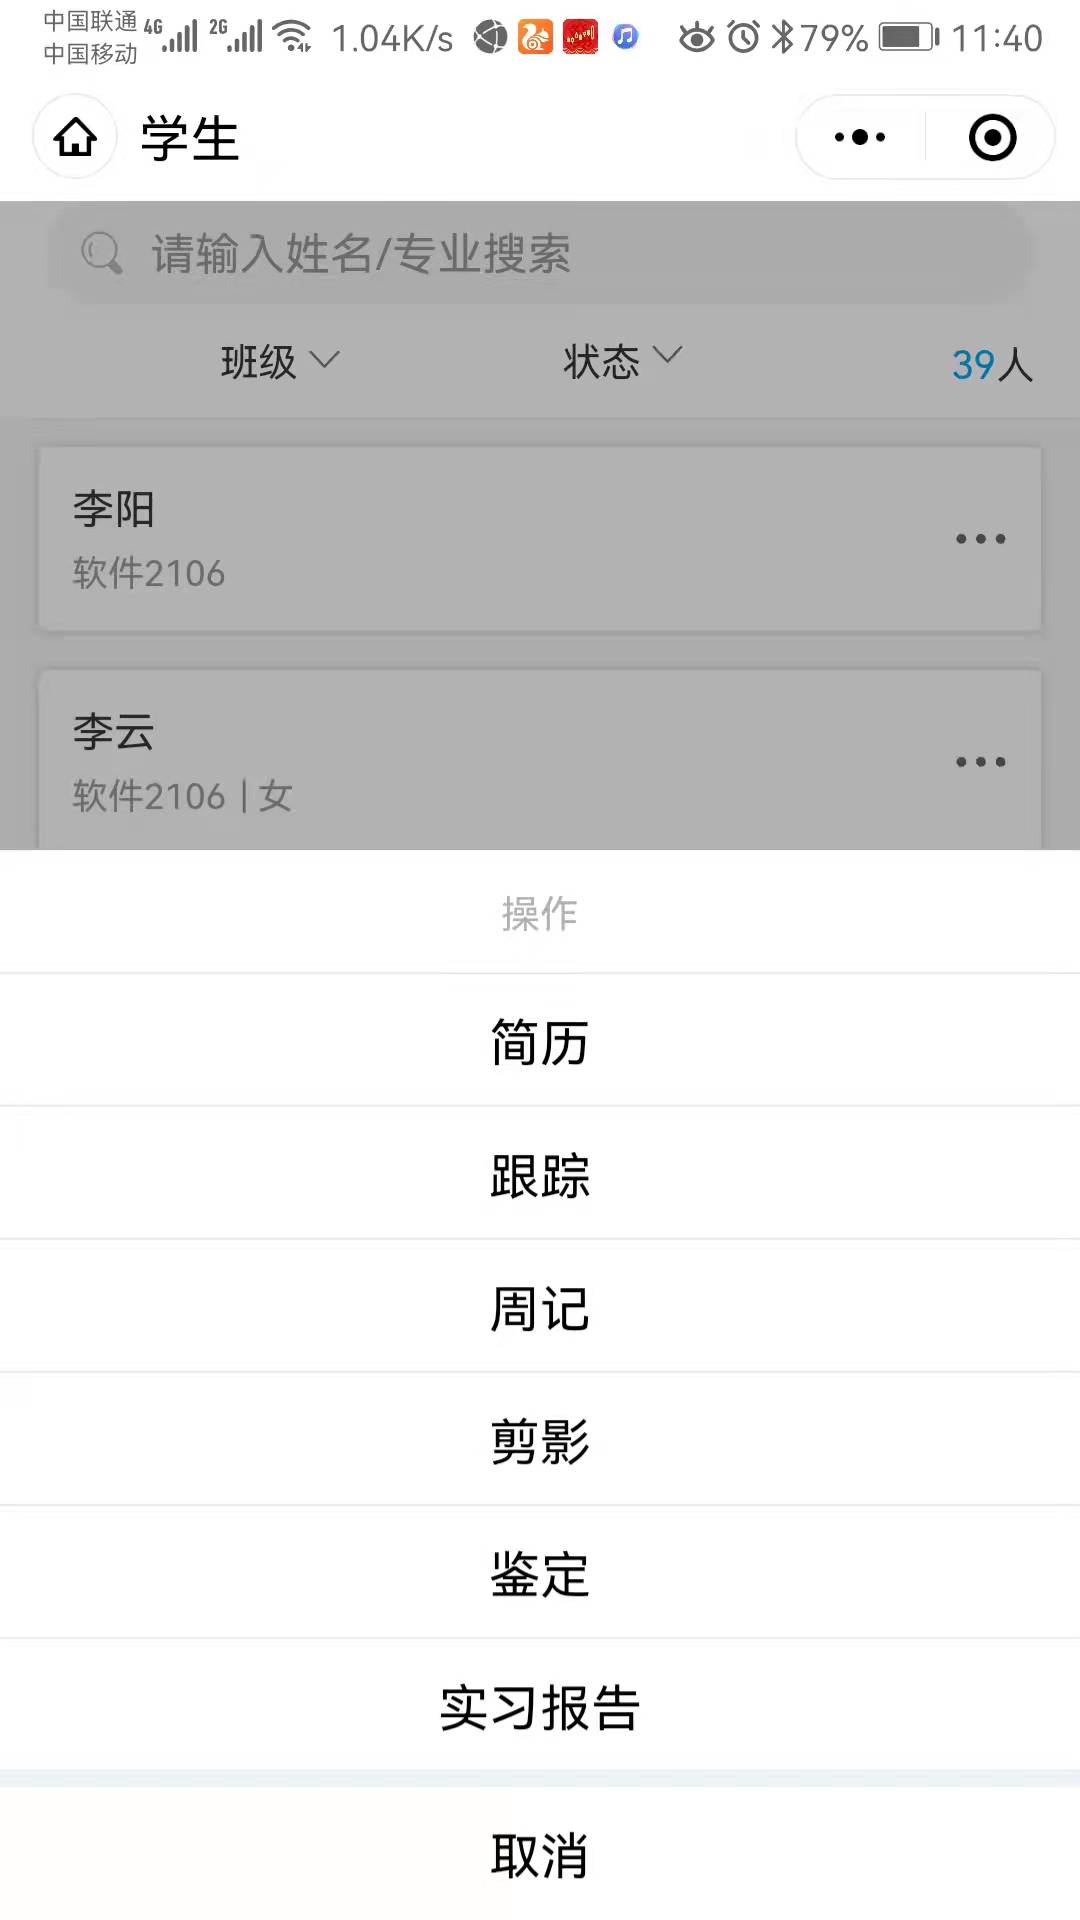 中国联通 4G 2G 1.04K/s 79% 11:40
中国移动
学生
请输入姓名/专业搜索
班级 状态 39人
李阳
软件2106
李云
软件2106 | 女
操作
简历
跟踪
周记
剪影
鉴定
实习报告
取消